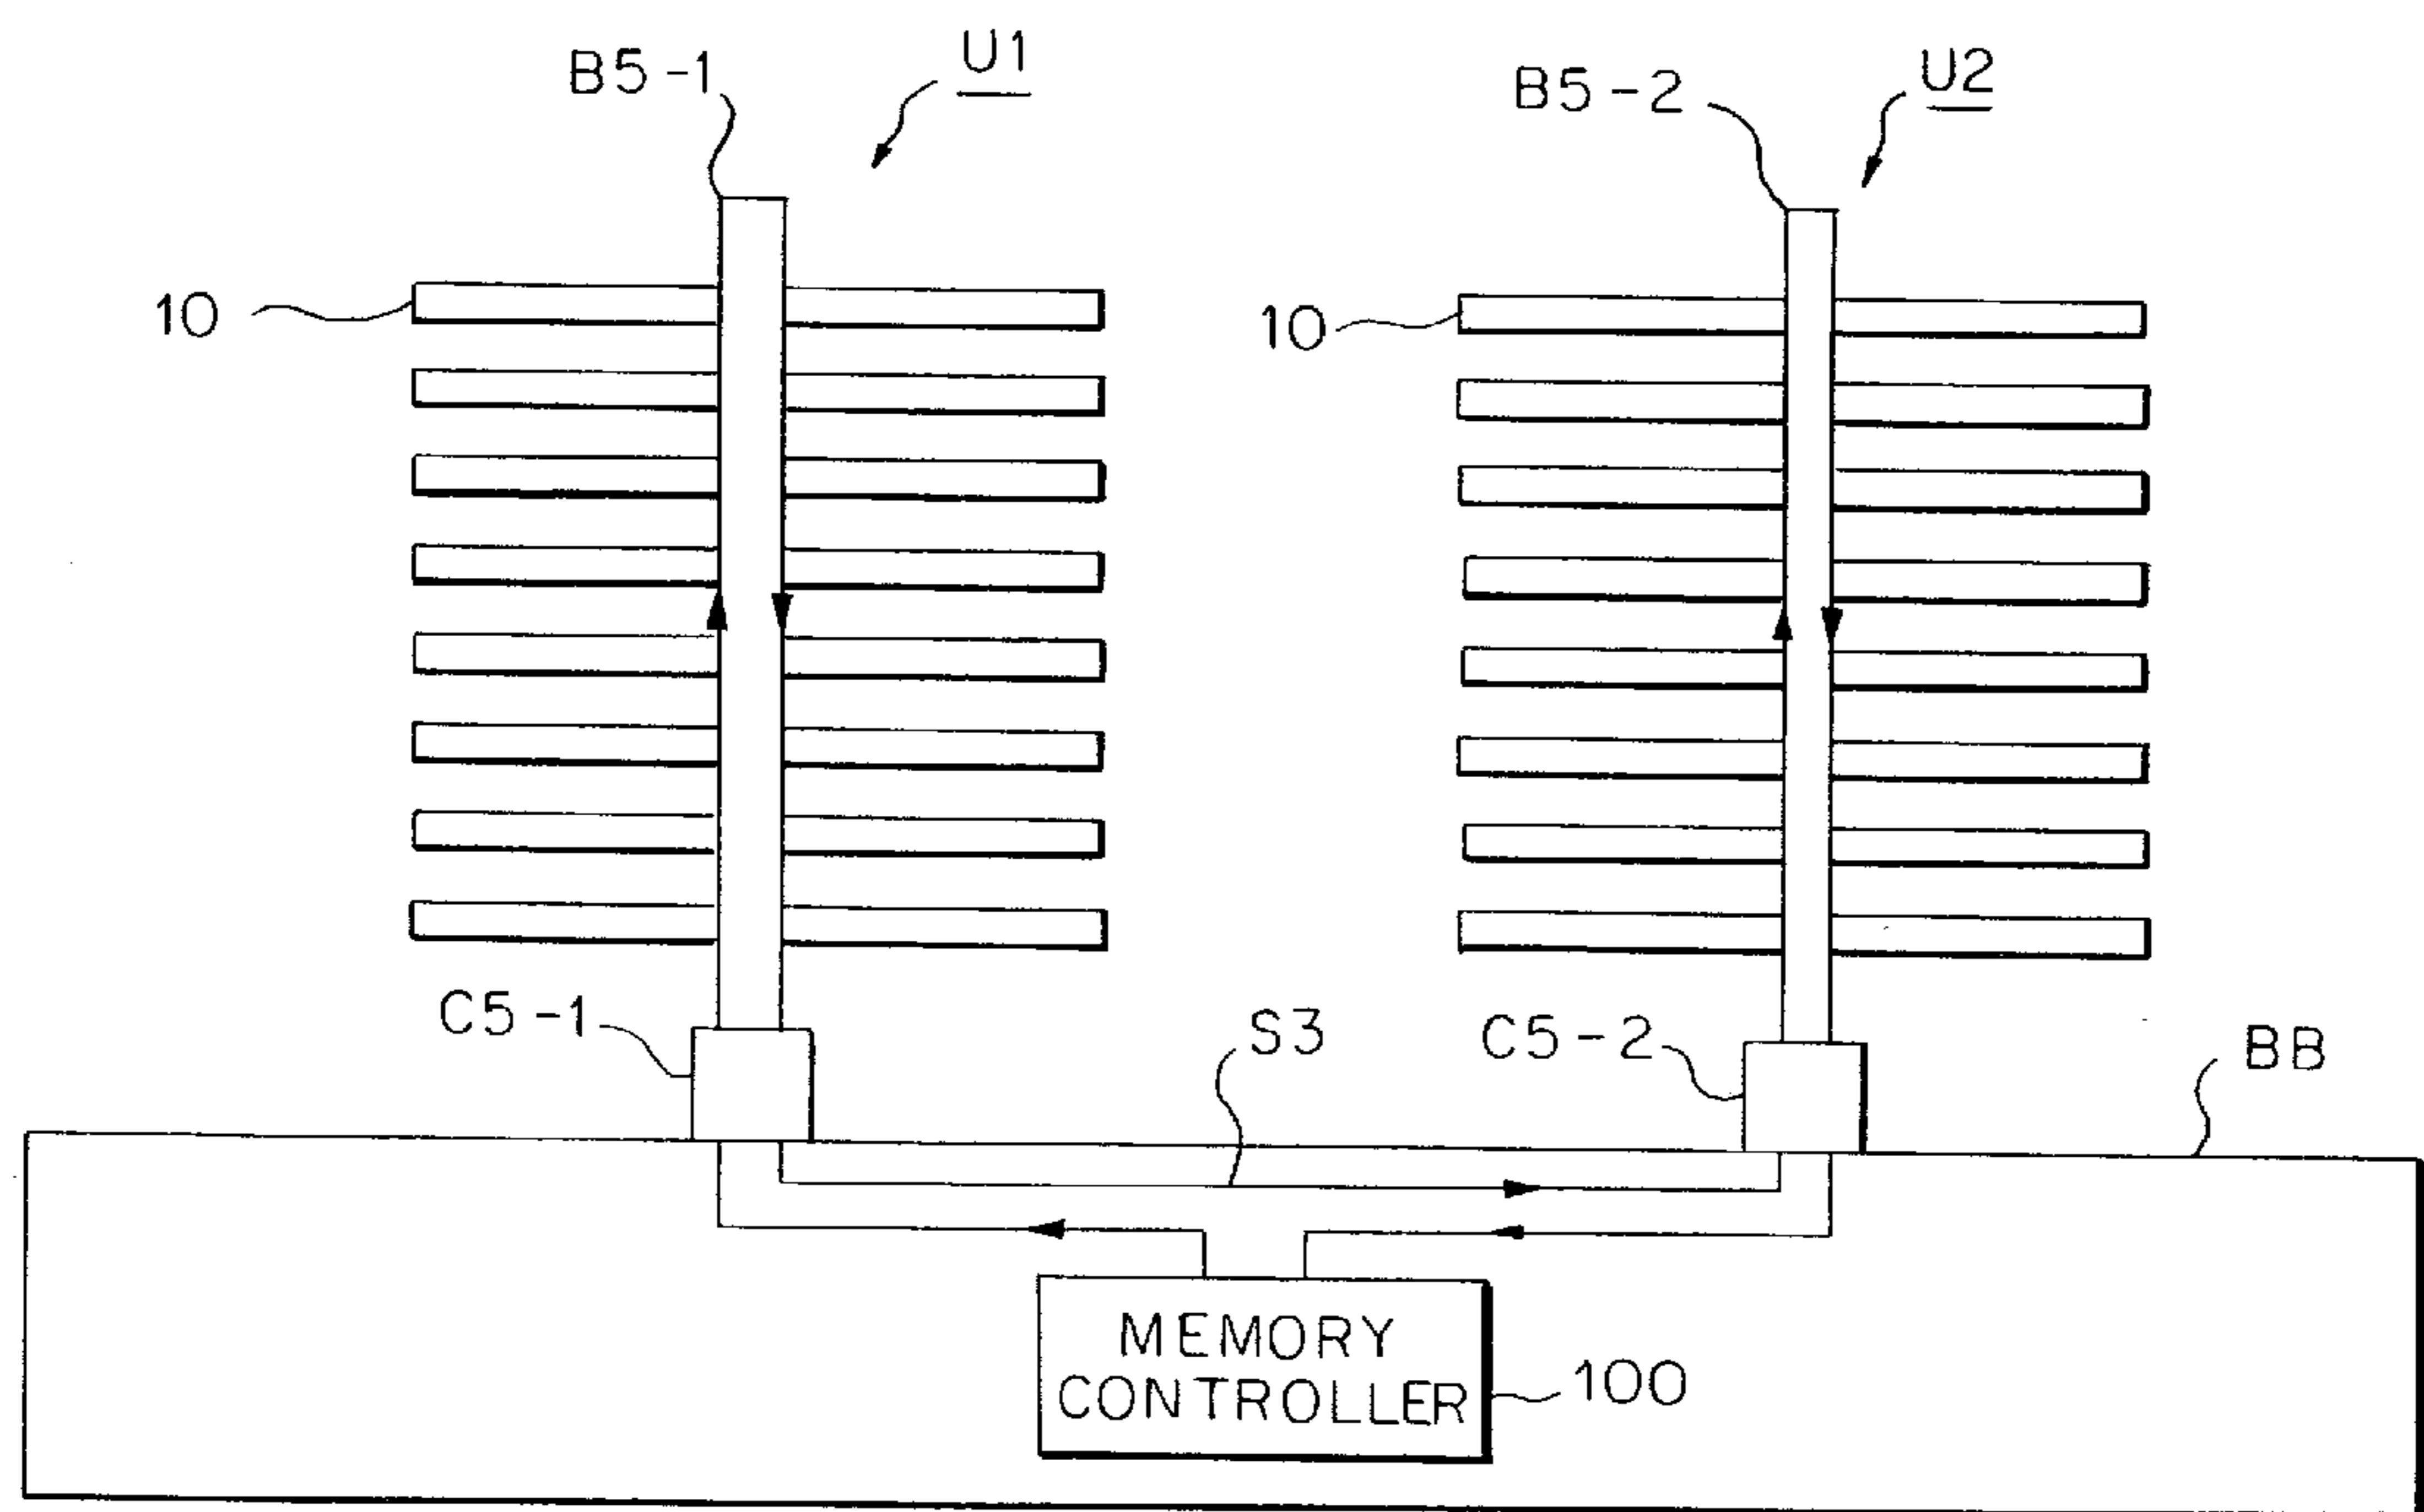 B5-1
U1
B5-2
U2
10
10
C5-1
S3
C5-2
BB
MEMORY
CONTROLLER
100